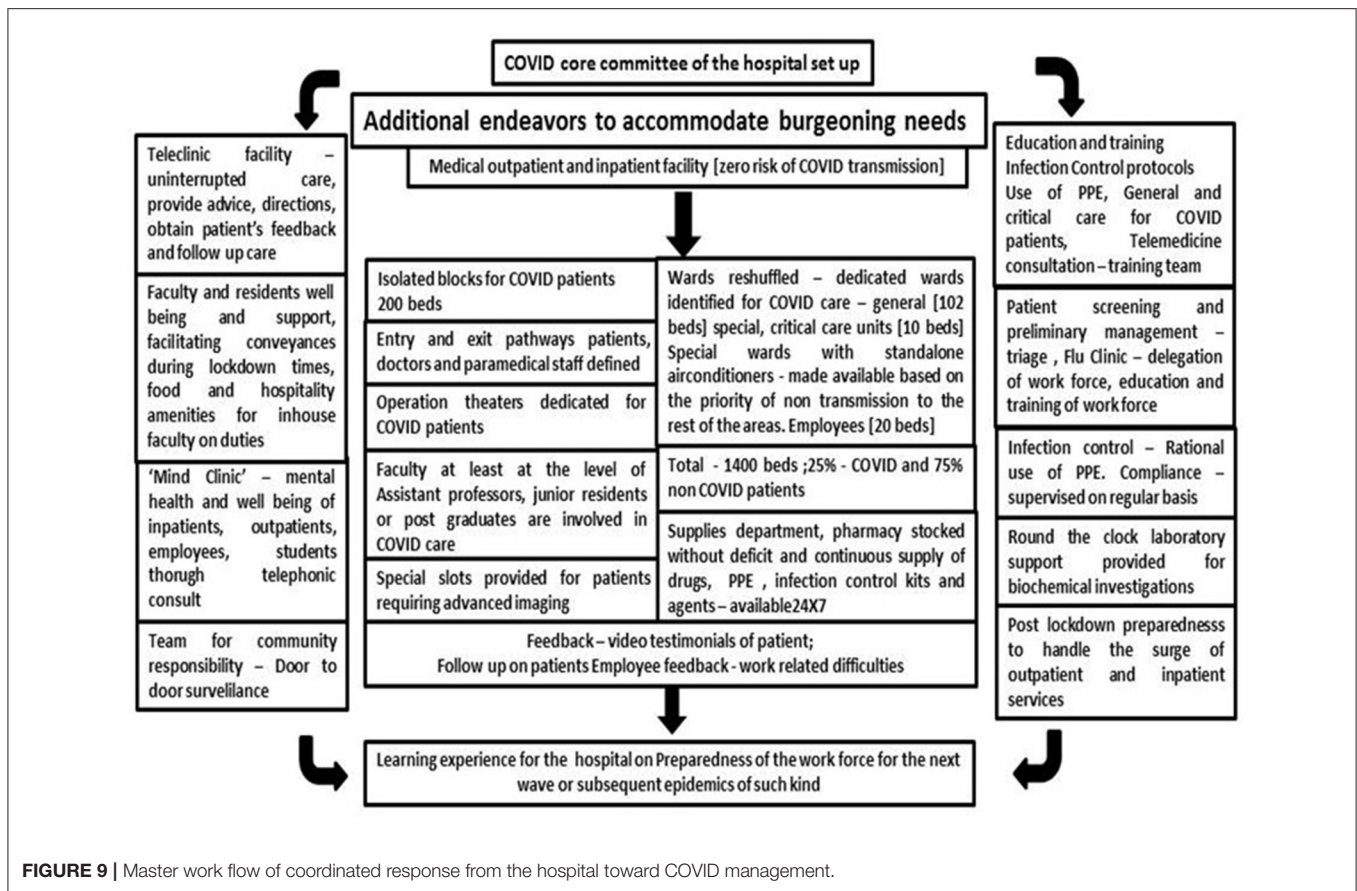 COVID core committee of the hospital set up
Additional endeavors to accommodate burgeoning needs
Medical outpatient and inpatient facility [zero risk of COVID transmission]
Teleclinic facility –
uninterrupted care,
provide advice, directions,
obtain patient's feedback
and follow up care
Faculty and residents well
being and support,
facilitating conveyances
during lockdown times,
food and hospitality
amenities for inhouse
faculty on duties
'Mind Clinic' – mental
health and well being of
inpatients, outpatients,
employees, students
thorugh telephonic
consult
Team for community
responsibility – Door to
door survelilance
Isolated blocks for COVID patients
200 beds
Entry and exit pathways patients,
doctors and paramedical staff defined
Operation theaters dedicated for
COVID patients
Faculty at least at the level of
Assistant professors, junior residents
or post graduates are involved in
COVID care
Special slots provided for patients
requiring advanced imaging
Wards reshuffled – dedicated wards
identified for COVID care – general [102
beds] special, critical care units [10 beds]
Special wards with standalone
airconditioners - made available based on
the priority of non transmission to the
rest of the areas. Employees [20 beds]
Total - 1400 beds ;25% - COVID and 75%
non COVID patients
Supplies department, pharmacy stocked
without deficit and continuous supply of
drugs, PPE , infection control kits and
agents – available24X7
Feedback – video testimonials of patient;
Follow up on patients Employee feedback - work related difficulties
Education and training
Infection Control protocols
Use of PPE, General and
critical care for COVID
patients, Telemedicine
consultation – training team
Patient screening and
preliminary management –
triage , Flu Clinic – delegation
of work force, education and
training of work force
Infection control – Rational
use of PPE. Compliance –
supervised on regular basis
Round the clock laboratory
support provided for
biochemical investigations
Post lockdown preparednesss
to handle the surge of
outpatient and inpatient
services
Learning experience for the hospital on Preparedness of the work force for the next
wave or subsequent epidemics of such kind
FIGURE 9 | Master work flow of coordinated response from the hospital toward COVID management.